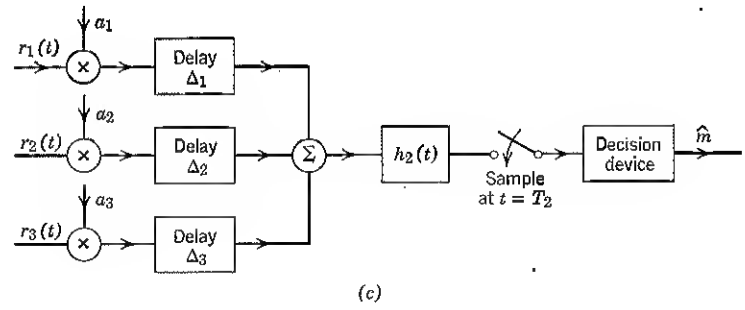 a₁
r₁(t)
×
Delay
Δ₁
a₂
r₂(t)
×
Delay
Δ₂
Σ
h₂(t)
Sample
at t = T₂
Decision
device
m̂
a₃
r₃(t)
×
Delay
Δ₃
(c)